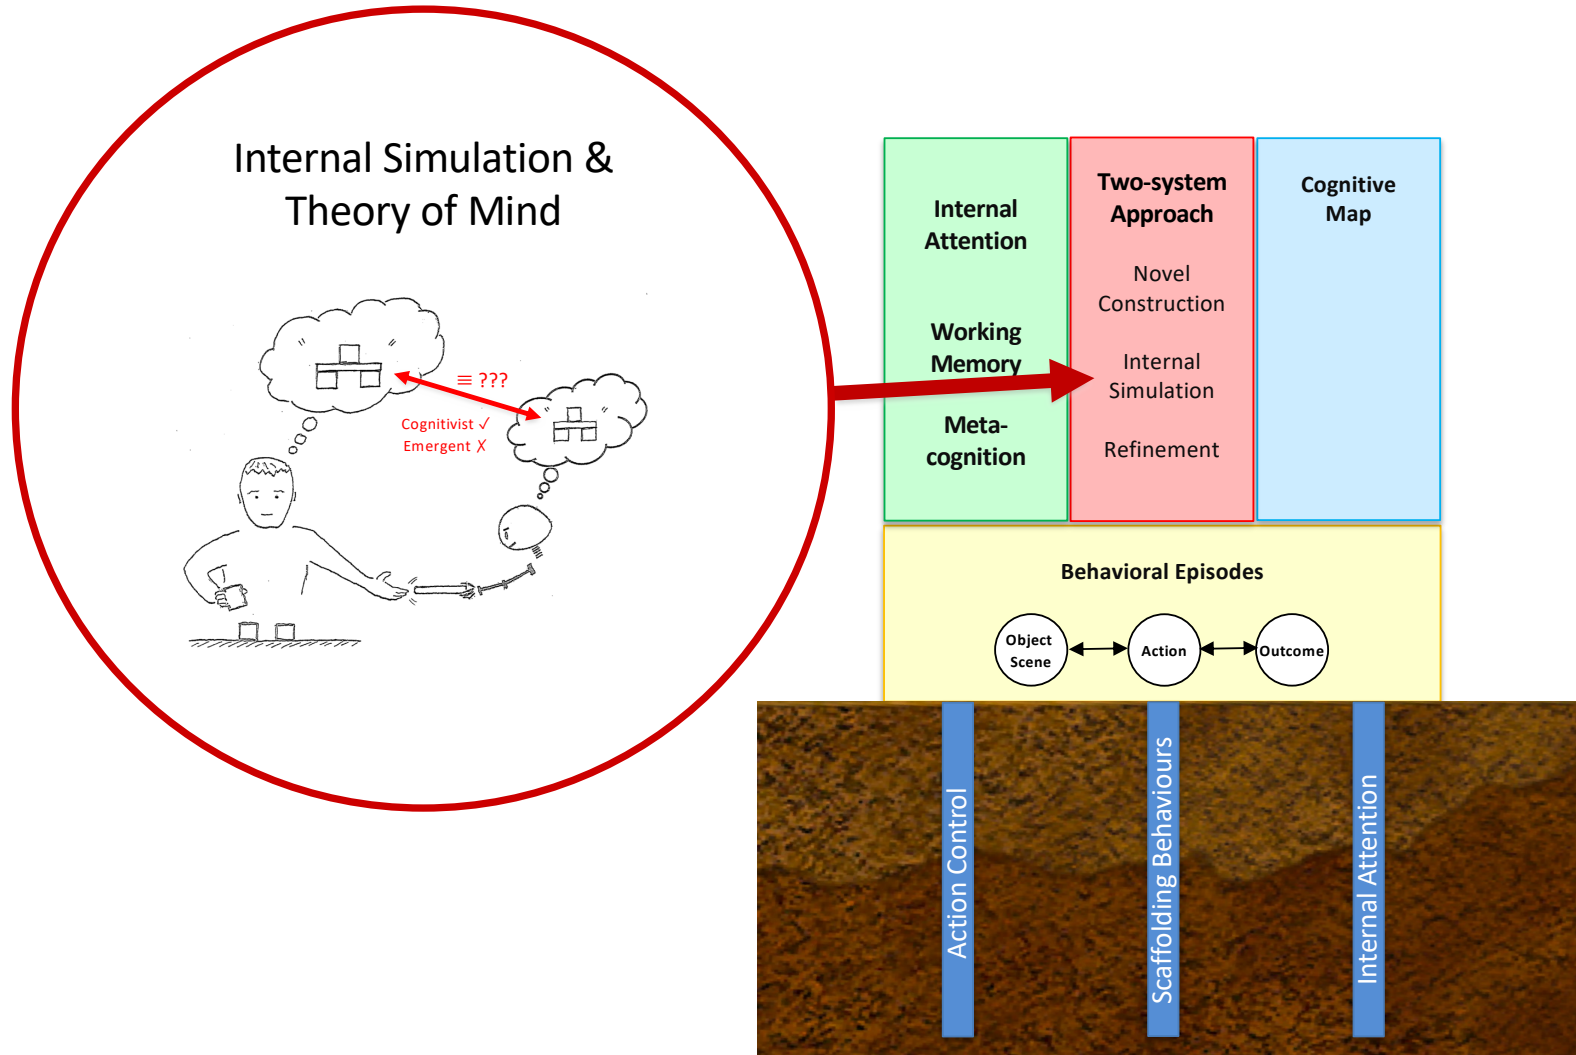 Internal Simulation &
Theory of Mind
≡ ???
Cognitivist ✓
Emergent ✗
Internal
Attention
Working
Memory
Meta-
cognition
Two-system
Approach
Novel
Construction
Internal
Simulation
Refinement
Cognitive
Map
Behavioral Episodes
Object
Scene
Action
Outcome
Action Control
Scaffolding Behaviours
Internal Attention